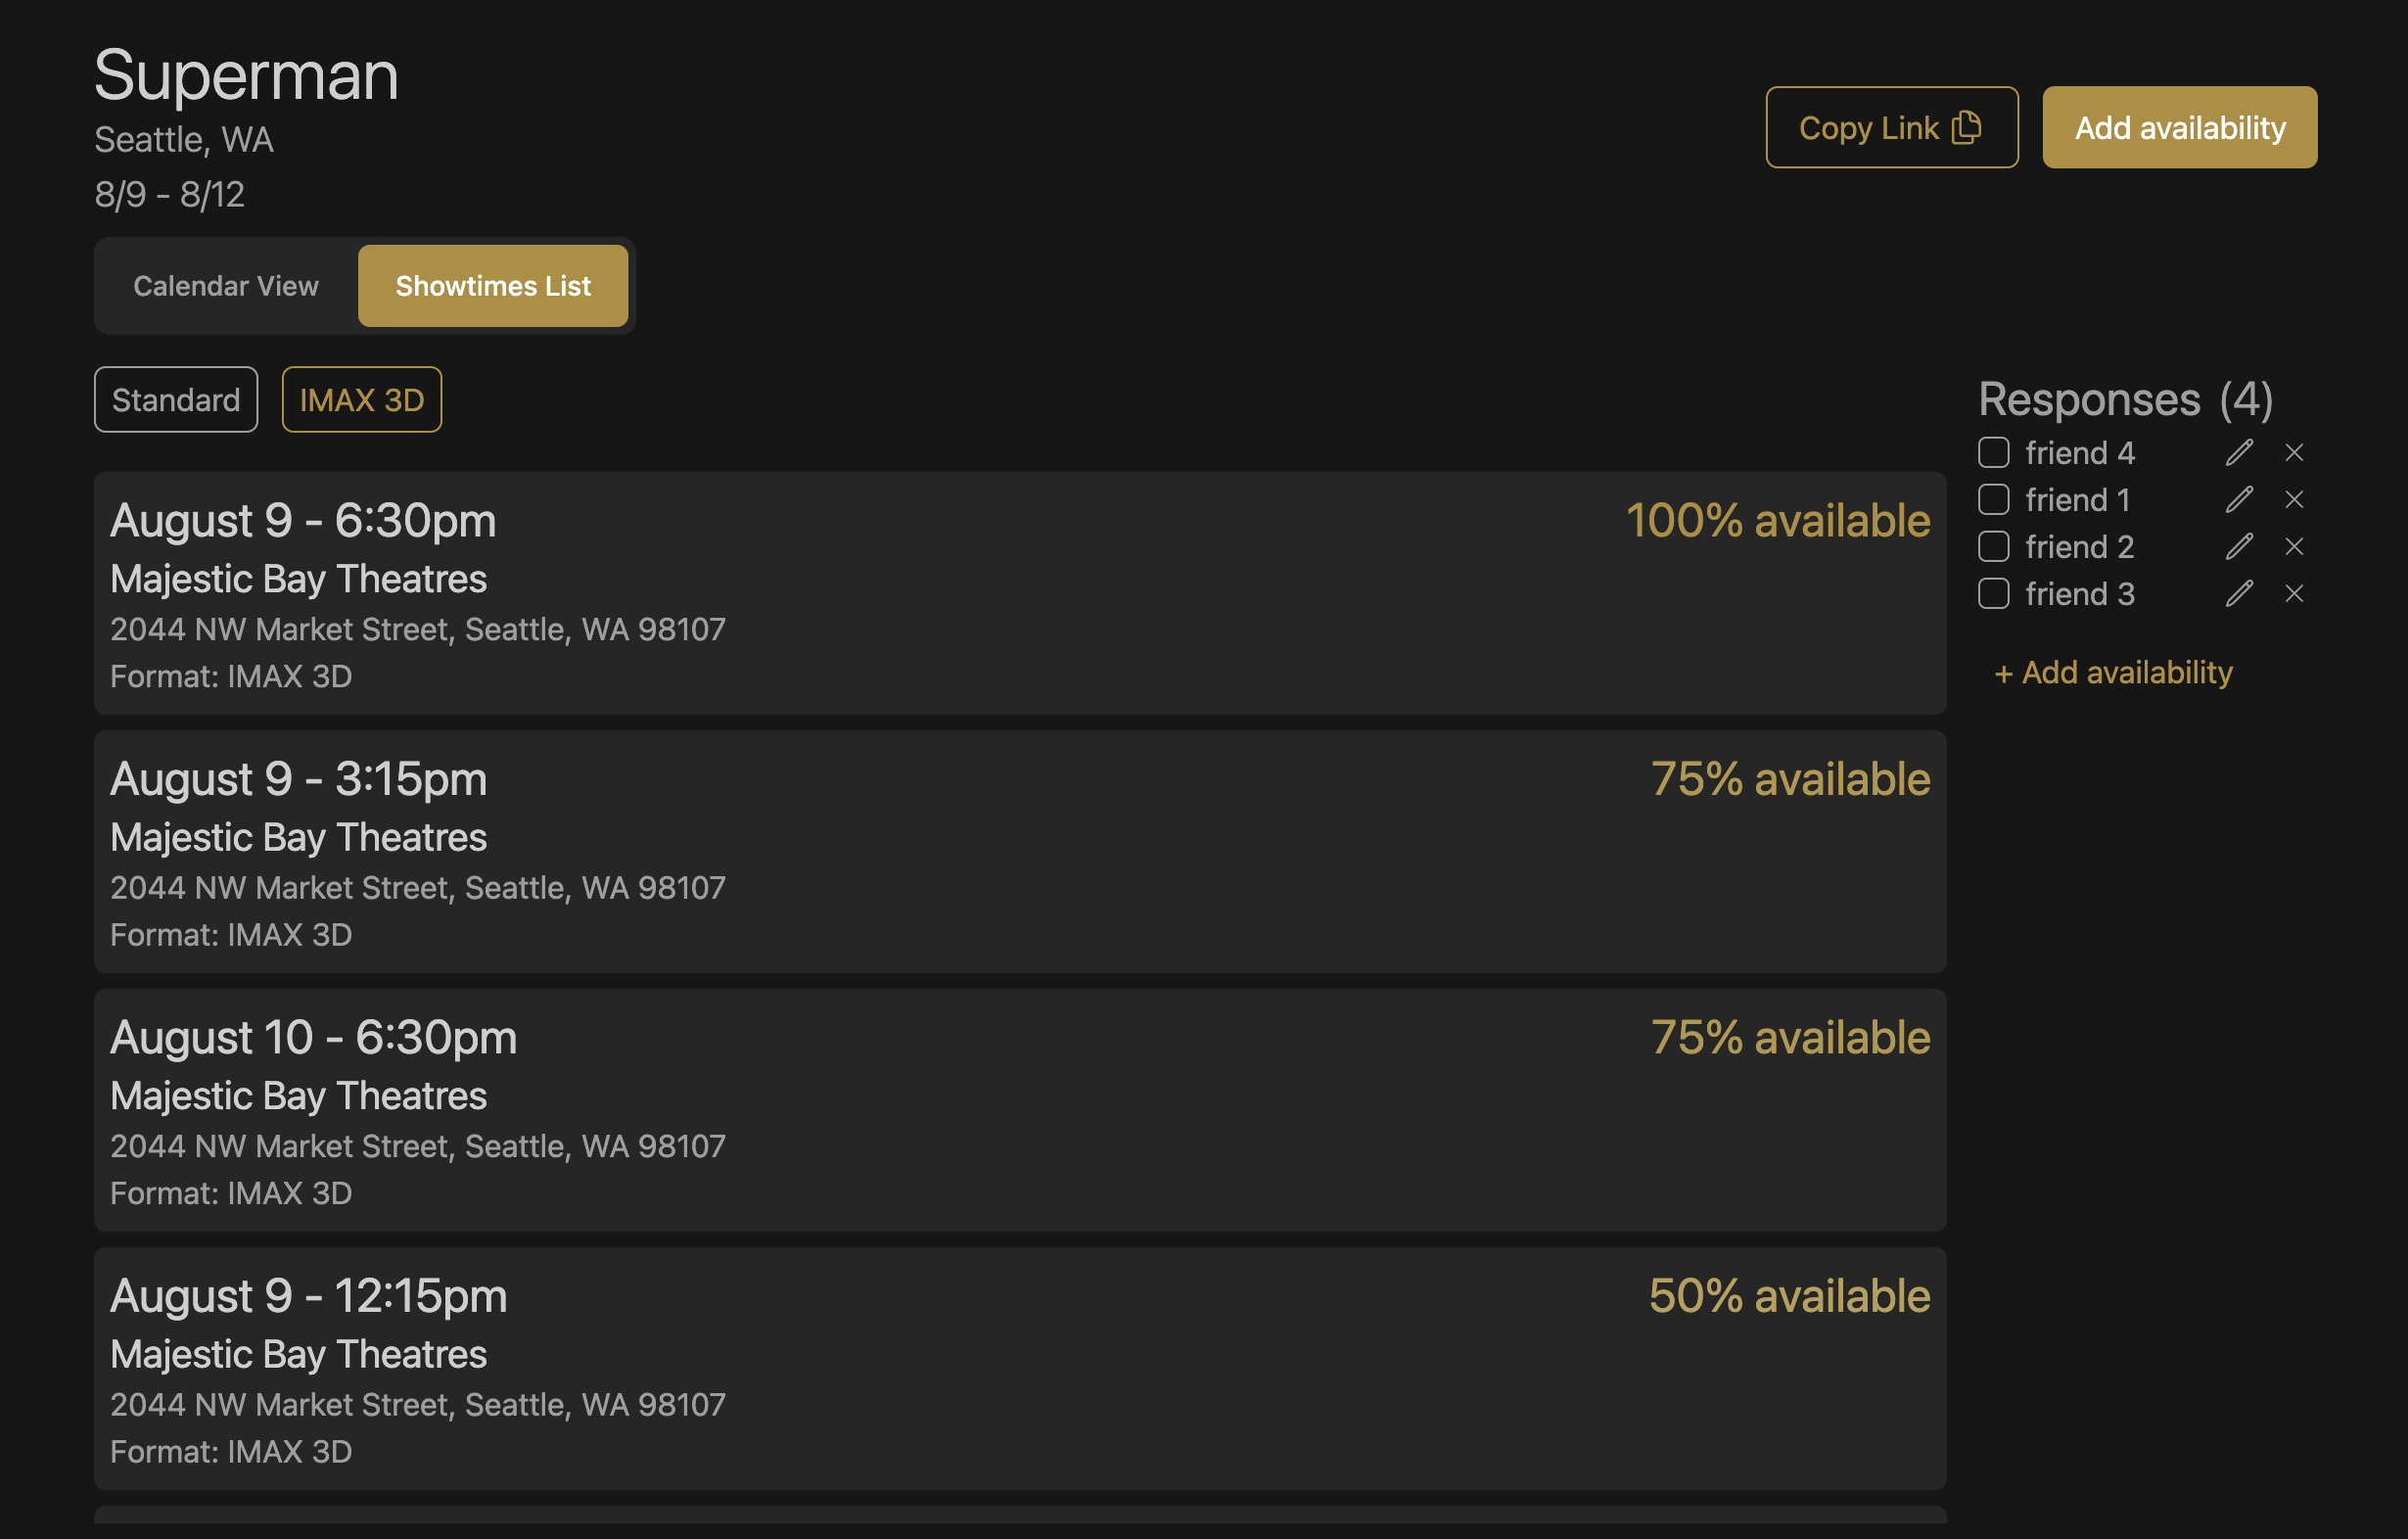 Superman
Seattle, WA
8/9 - 8/12
Copy Link
Add availability
Calendar View
Showtimes List
Standard
IMAX 3D
August 9 - 6:30pm
100% available
Majestic Bay Theatres
2044 NW Market Street, Seattle, WA 98107
Format: IMAX 3D
August 9 - 3:15pm
75% available
Majestic Bay Theatres
2044 NW Market Street, Seattle, WA 98107
Format: IMAX 3D
August 10 - 6:30pm
75% available
Majestic Bay Theatres
2044 NW Market Street, Seattle, WA 98107
Format: IMAX 3D
August 9 - 12:15pm
50% available
Majestic Bay Theatres
2044 NW Market Street, Seattle, WA 98107
Format: IMAX 3D
Responses (4)
friend 4
friend 1
friend 2
friend 3
+ Add availability